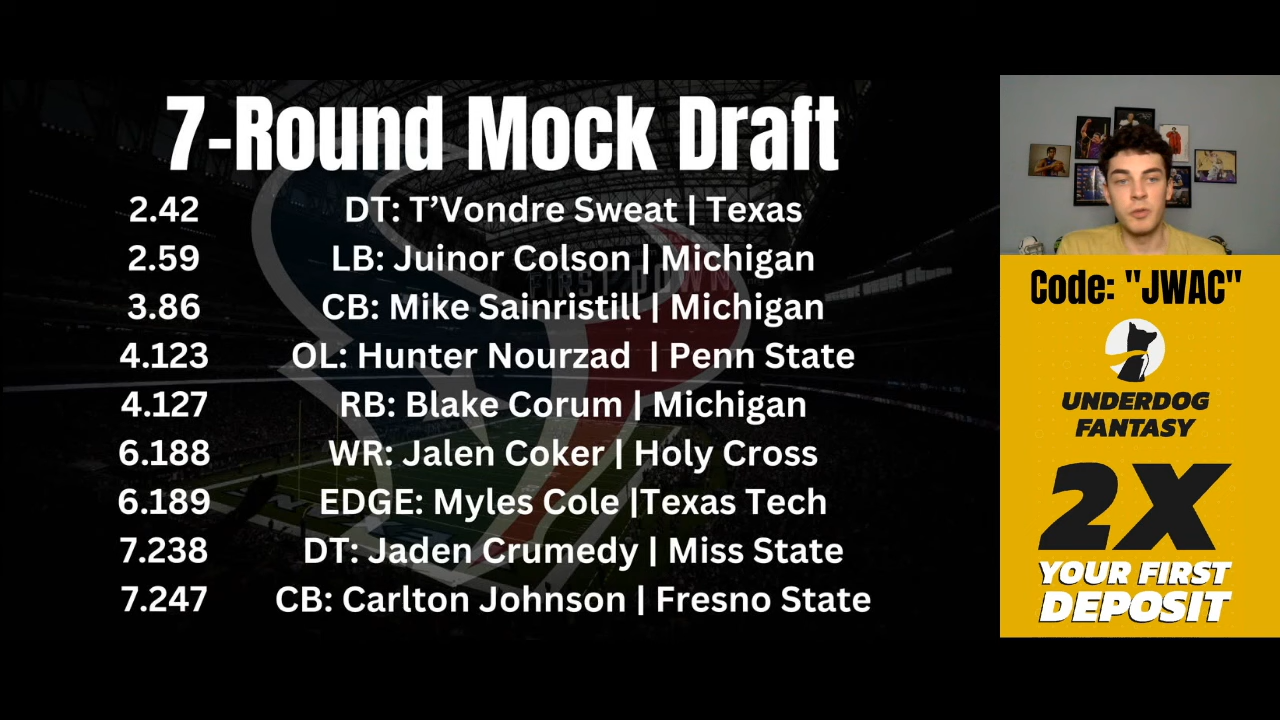 7-Round Mock Draft
2.42 DT: T’Vondre Sweat | Texas
2.59 LB: Juinor Colson | Michigan
3.86 CB: Mike Sainristill | Michigan
4.123 OL: Hunter Nourzad | Penn State
4.127 RB: Blake Corum | Michigan
6.188 WR: Jalen Coker | Holy Cross
6.189 EDGE: Myles Cole |Texas Tech
7.238 DT: Jaden Crumedy | Miss State
7.247 CB: Carlton Johnson | Fresno State
FIRST DOWN
Code: "JWAC"
UNDERDOG
FANTASY
2X
YOUR FIRST
DEPOSIT